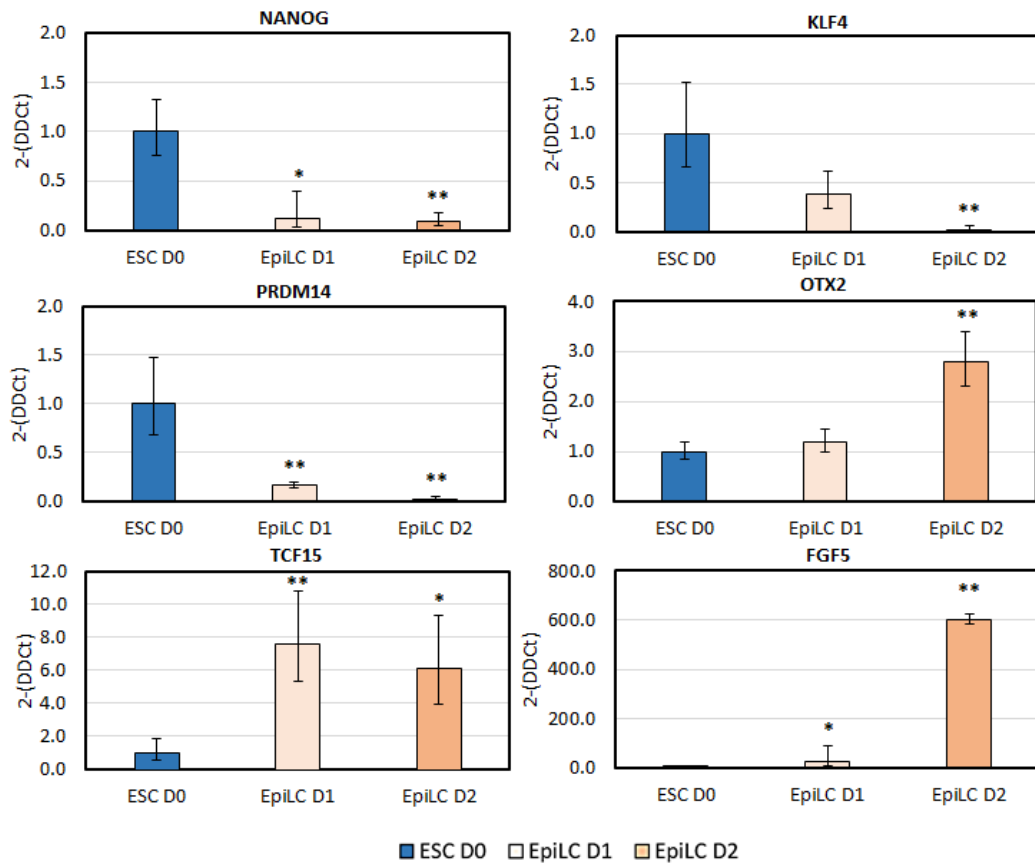 NANOG
2.0
1.5
1.0
0.5
0.0
2-(DDCt)
*
**
ESC D0 EpiLC D1 EpiLC D2
KLF4
2.0
1.5
1.0
0.5
0.0
2-(DDCt)
**
ESC D0 EpiLC D1 EpiLC D2
PRDM14
2.0
1.5
1.0
0.5
0.0
2-(DDCt)
**
**
ESC D0 EpiLC D1 EpiLC D2
OTX2
4.0
3.0
2.0
1.0
0.0
2-(DDCt)
**
ESC D0 EpiLC D1 EpiLC D2
TCF15
12.0
10.0
8.0
6.0
4.0
2.0
0.0
2-(DDCt)
**
*
ESC D0 EpiLC D1 EpiLC D2
FGF5
800.0
600.0
400.0
200.0
0.0
2-(DDCt)
*
**
ESC D0 EpiLC D1 EpiLC D2
ESC D0 EpiLC D1 EpiLC D2